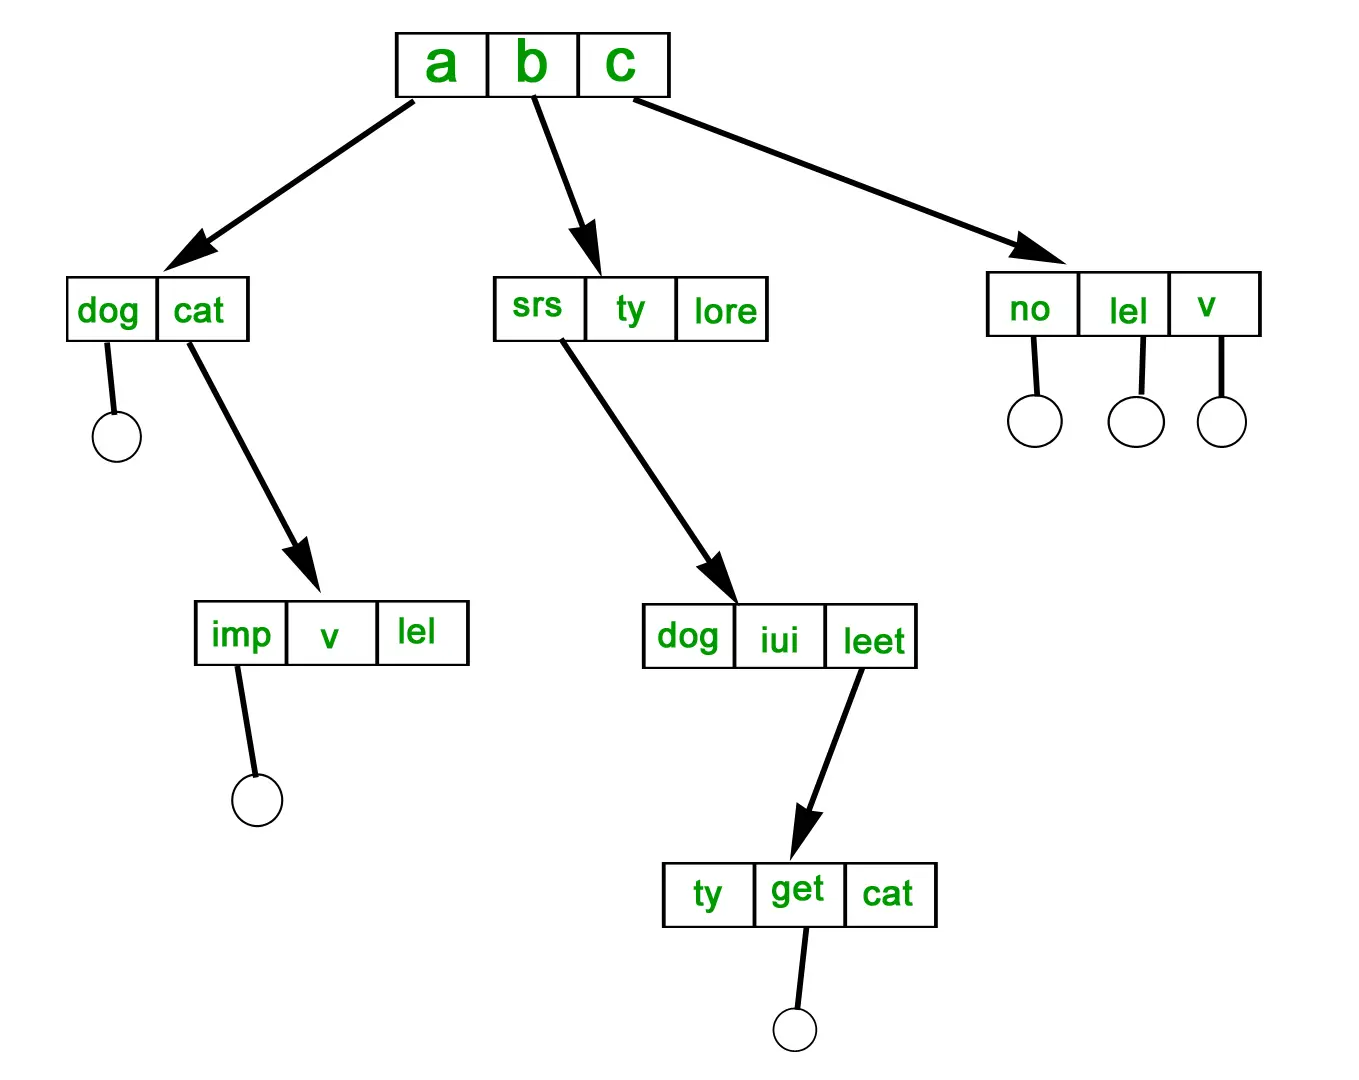 a b c
dog cat
srs ty lore
no lel v
imp v lel
dog iui leet
ty get cat